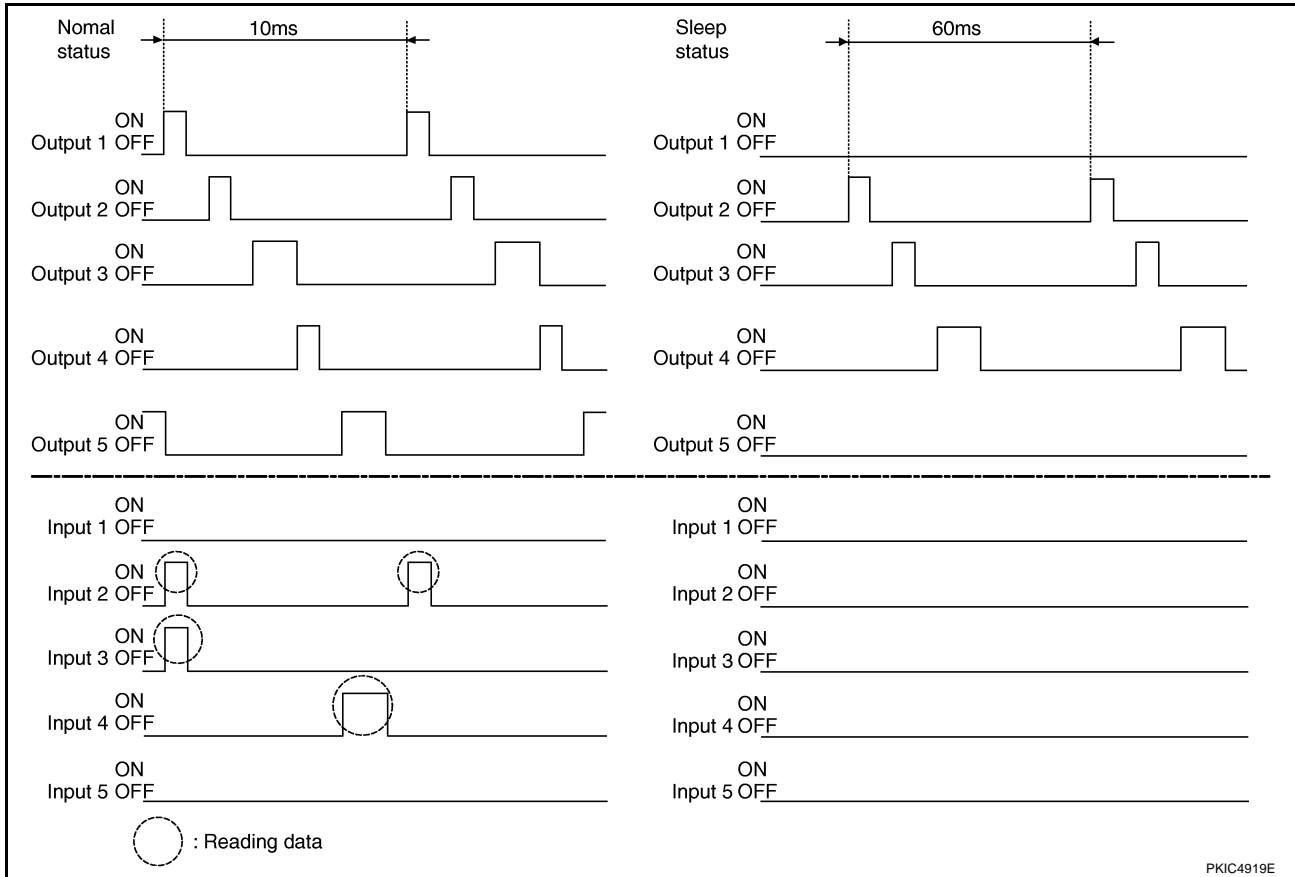 Nomal status
10ms
ON
Output 1 OFF
ON
Output 2 OFF
ON
Output 3 OFF
ON
Output 4 OFF
ON
Output 5 OFF
Sleep status
60ms
ON
Output 1 OFF
ON
Output 2 OFF
ON
Output 3 OFF
ON
Output 4 OFF
ON
Output 5 OFF
ON
Input 1 OFF
ON
Input 2 OFF
ON
Input 3 OFF
ON
Input 4 OFF
ON
Input 5 OFF
ON
Input 1 OFF
ON
Input 2 OFF
ON
Input 3 OFF
ON
Input 4 OFF
ON
Input 5 OFF
: Reading data
PKIC4919E